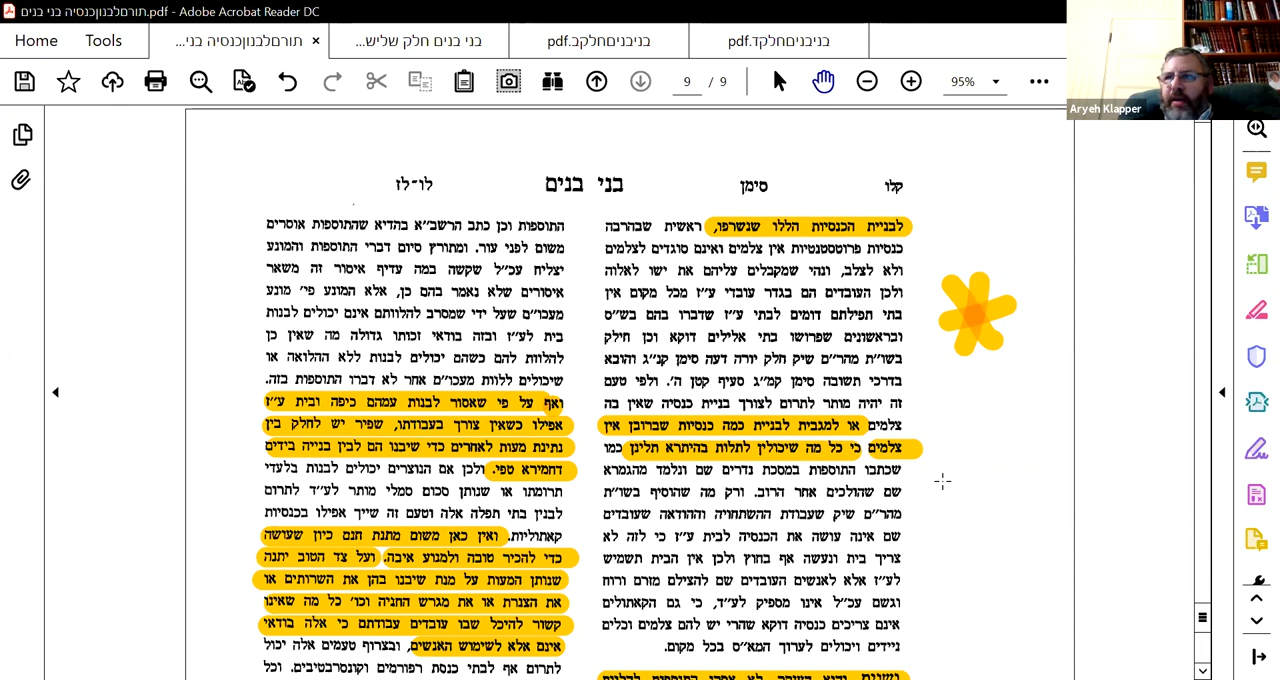 תורםלבנוןכנסיה בני בנים.pdf - Adobe Acrobat Reader DC
Home Tools
תורםלבנוןכנסיה בני... ×
בני בנים חלק שליש...
בניבניםחלקב.pdf
בניבניםחלקד.pdf
9 / 9
95%
Aryeh Klapper
קלו סימן בני בנים לו־לז
לבניית הכנסיות הללו שנשרפו, ראשית שבהרבה
כנסיות פרוטסטנטיות אין צלמים ואינם סוגדים לצלמים
ולא לצלב, ונהי שמקבלים עליהם את ישו לאלוה
ולכן העובדים הם בגדר עובדי ע״ז מכל מקום אין
בתי תפילתם דומים לבתי ע״ז שדברו בהם בש״ס
ובראשונים שפרושו בתי אלילים דוקא וכן חילק
בשו״ת מהר״ם שיק חלק יורה דעה סימן קנ״ג והובא
בדרכי תשובה סימן קמ״ג סעיף קטן ה׳. ולפי טעם
זה יהיה מותר לתרום לצורך בניית כנסיה שאין בה
צלמים או למגבית לבניית כמה כנסיות שברובן אין
צלמים כי כל מה שיכולין לתלות בהיתרא תלינן כמו
שכתבו התוספות במסכת נדרים שם ונלמד מהגמרא
שם שהולכים אחר הרוב. ורק מה שהוסיף בשו״ת
מהר״ם שיק שעבודת ההשתחויה וההודאה שעובדים
שם אינה עושה את הכנסיה לבית ע״ז כי לזה לא
צריך בית ונעשה אף בחוץ ולכן אין הבית תשמיש
לע״ז אלא לאנשים העובדים שם להצילם מזרם ורוח
וגשם עכ״ל אינו מספיק לע״ד, כי גם הקאתולים
אינם צריכים כנסיה דוקא שהרי יש להם צלמים וכלים
ניידים ויכולים לערוך המא״ס בכל מקום.
ושנית
התוספות וכן כתב הרשב״א בהדיא שהתוספות אוסרים
משום לפני עור. ומתורץ סיום דברי התוספות והמונע
יצליח עכ״ל שקשה במה עדיף איסור זה משאר
איסורים שלא נאמר בהם כן, אלא המונע פי׳ מונע
מעכו״ם שעל ידי שמסרב להלוותם אינם יכולים לבנות
בית לע״ז ובזה בודאי זכותו גדולה מה שאין כן
להלוות להם כשהם יכולים לבנות ללא ההלואה או
שיכולים ללוות מעכו״ם אחר לא דברו התוספות בזה.
ואף על פי שאסור לבנות עמהם כיפה ובית ע״ז
אפילו כשאין צורך בעבודתו, שפיר יש לחלק בין
נתינת מעות לאחרים כדי שיבנו הם לבין בנייה בידים
דחמירא טפי. ולכן אם הנוצרים יכולים לבנות בלעדי
תרומתו או שנותן סכום סמלי מותר לע״ד לתרום
לבנין בתי תפלה אלה וטעם זה שייך אפילו בכנסיות
קאתוליות. ואין כאן משום מתנת חנם כיון שעושה
כדי להכיר טובה ולמנוע איבה. ועל צד הטוב יתנה
שנותן המעות על מנת שיבנו בהן את השרותים או
את הצנרת או את מגרש החניה וכו׳ כל מה שאינו
קשור להיכל שבו עובדים עבודתם כי אלה בודאי
אינם אלא לשימוש האנשים, ובצרוף טעמים אלה יכול
לתרום אף לבתי כנסת רפורמים וקונסרבטיבים. וכל